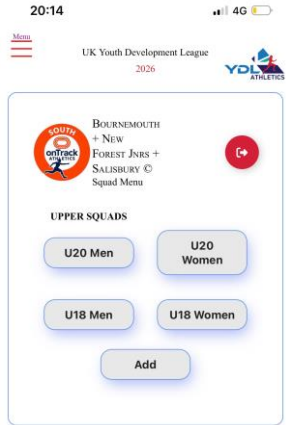 20:14
4G
Menu
UK Youth Development League
2026
YDL
ATHLETICS
SOUTH
onTrack
ATHLETICS
Bournemouth
+ New
Forest Jnrs +
Salisbury ©
Squad Menu
UPPER SQUADS
U20 Men
U20
Women
U18 Men
U18 Women
Add